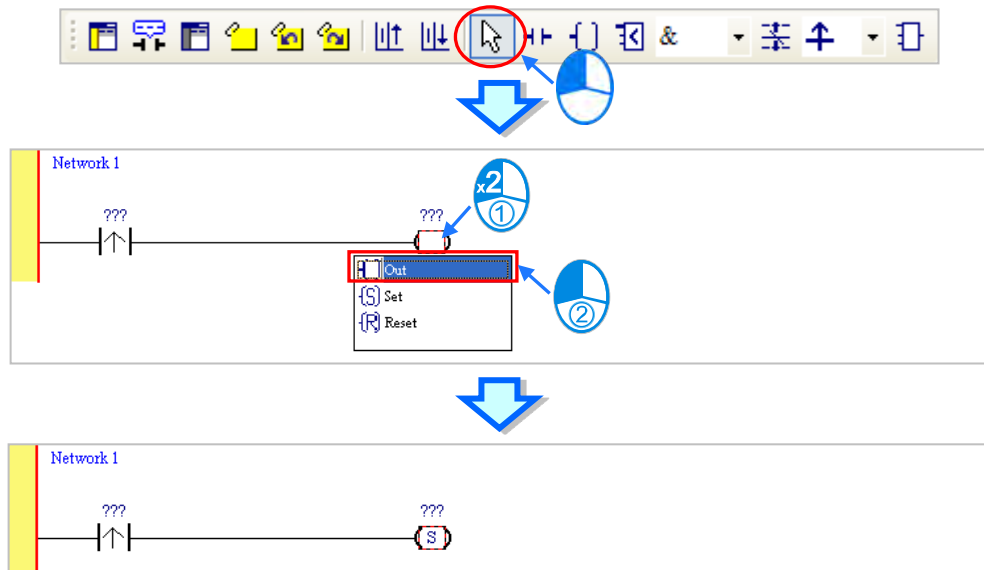 &
Network 1
x2
??? ???
①
Out
(S) Set
②
(R) Reset
Network 1
??? ???
S